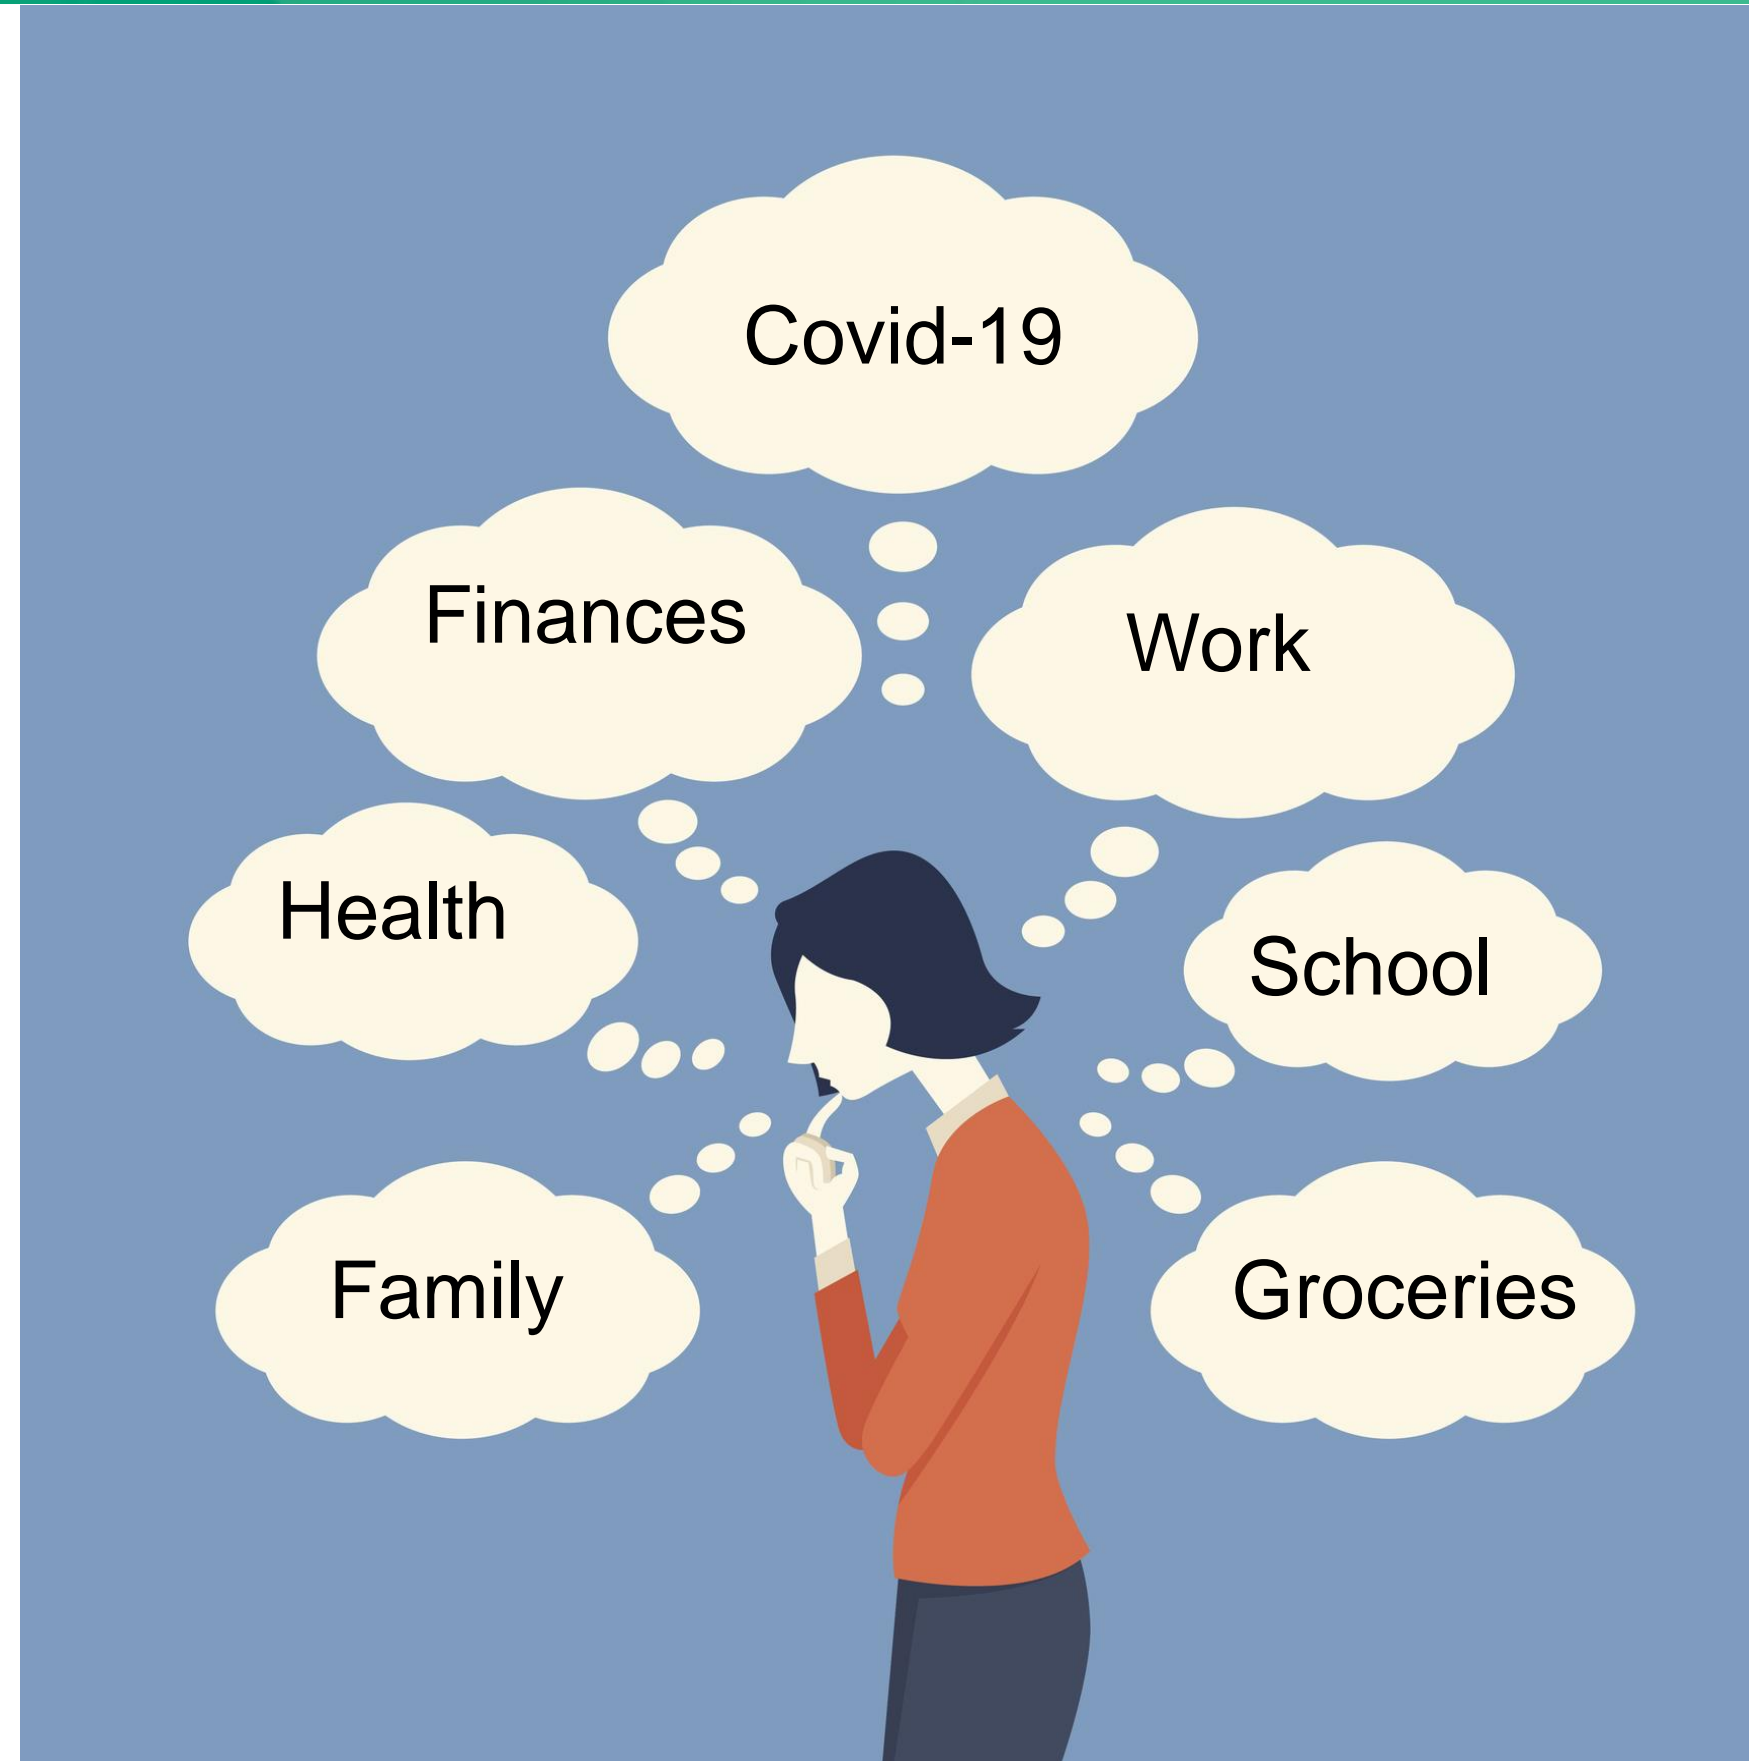 Covid-19
Finances
Work
Health
School
Family
Groceries